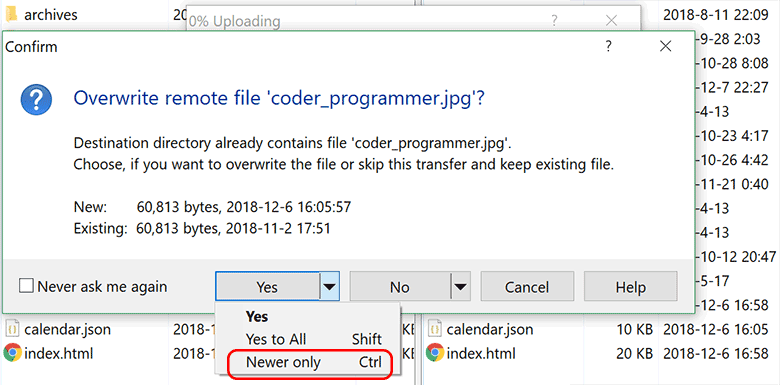 archives
201
0% Uploading
?
2018-8-11 22:09
Confirm
?
-9-28 2:03
-10-28 8:08
Overwrite remote file 'coder_programmer.jpg'?
-12-7 22:27
-4-13
Destination directory already contains file 'coder_programmer.jpg'.
-10-23 4:17
Choose, if you want to overwrite the file or skip this transfer and keep existing file.
-10-26 4:42
-11-21 0:40
New: 60,813 bytes, 2018-12-6 16:05:57
-4-13
Existing: 60,813 bytes, 2018-11-2 17:51
-4-13
-10-12 20:47
Never ask me again
Yes
No
Cancel
Help
-5-17
-12-6 16:58
Yes
calendar.json
2018-1
KB
calendar.json
10 KB
2018-12-6 16:05
Yes to All Shift
index.html
2018-1
KB
index.html
20 KB
2018-12-6 16:58
Newer only Ctrl